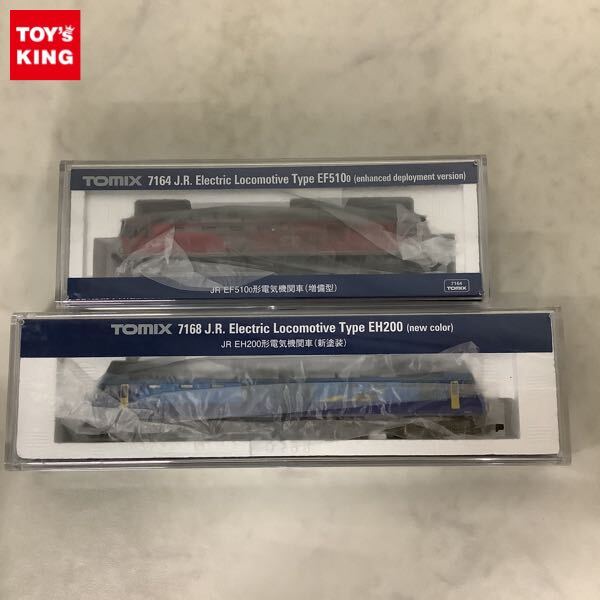 TOY's
KING
TOMIX 7164 J.R. Electric Locomotive Type EF510₀ (enhanced deployment version)
JR EF510₀形電気機関車(増備型)
7164
TOMIX
TOMIX 7168 J.R. Electric Locomotive Type EH200 (new color)
JR EH200形電気機関車(新塗装)